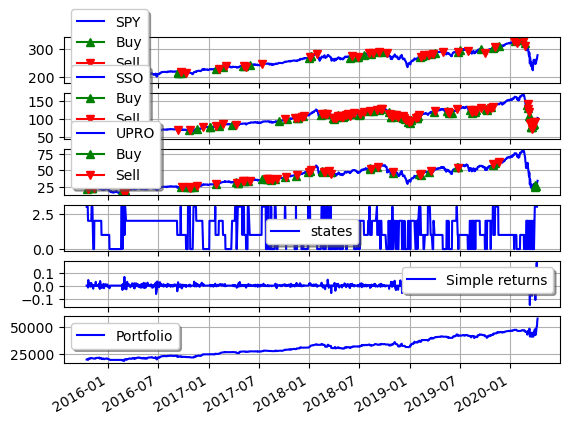 SPY
Buy
Sell
300
200
SSO
Buy
Sell
150
100
50
UPRO
Buy
Sell
75
50
25
states
2.5
0.0
Simple returns
0.1
0.0
−0.1
Portfolio
50000
25000
2016-01
2016-07
2017-01
2017-07
2018-01
2018-07
2019-01
2019-07
2020-01